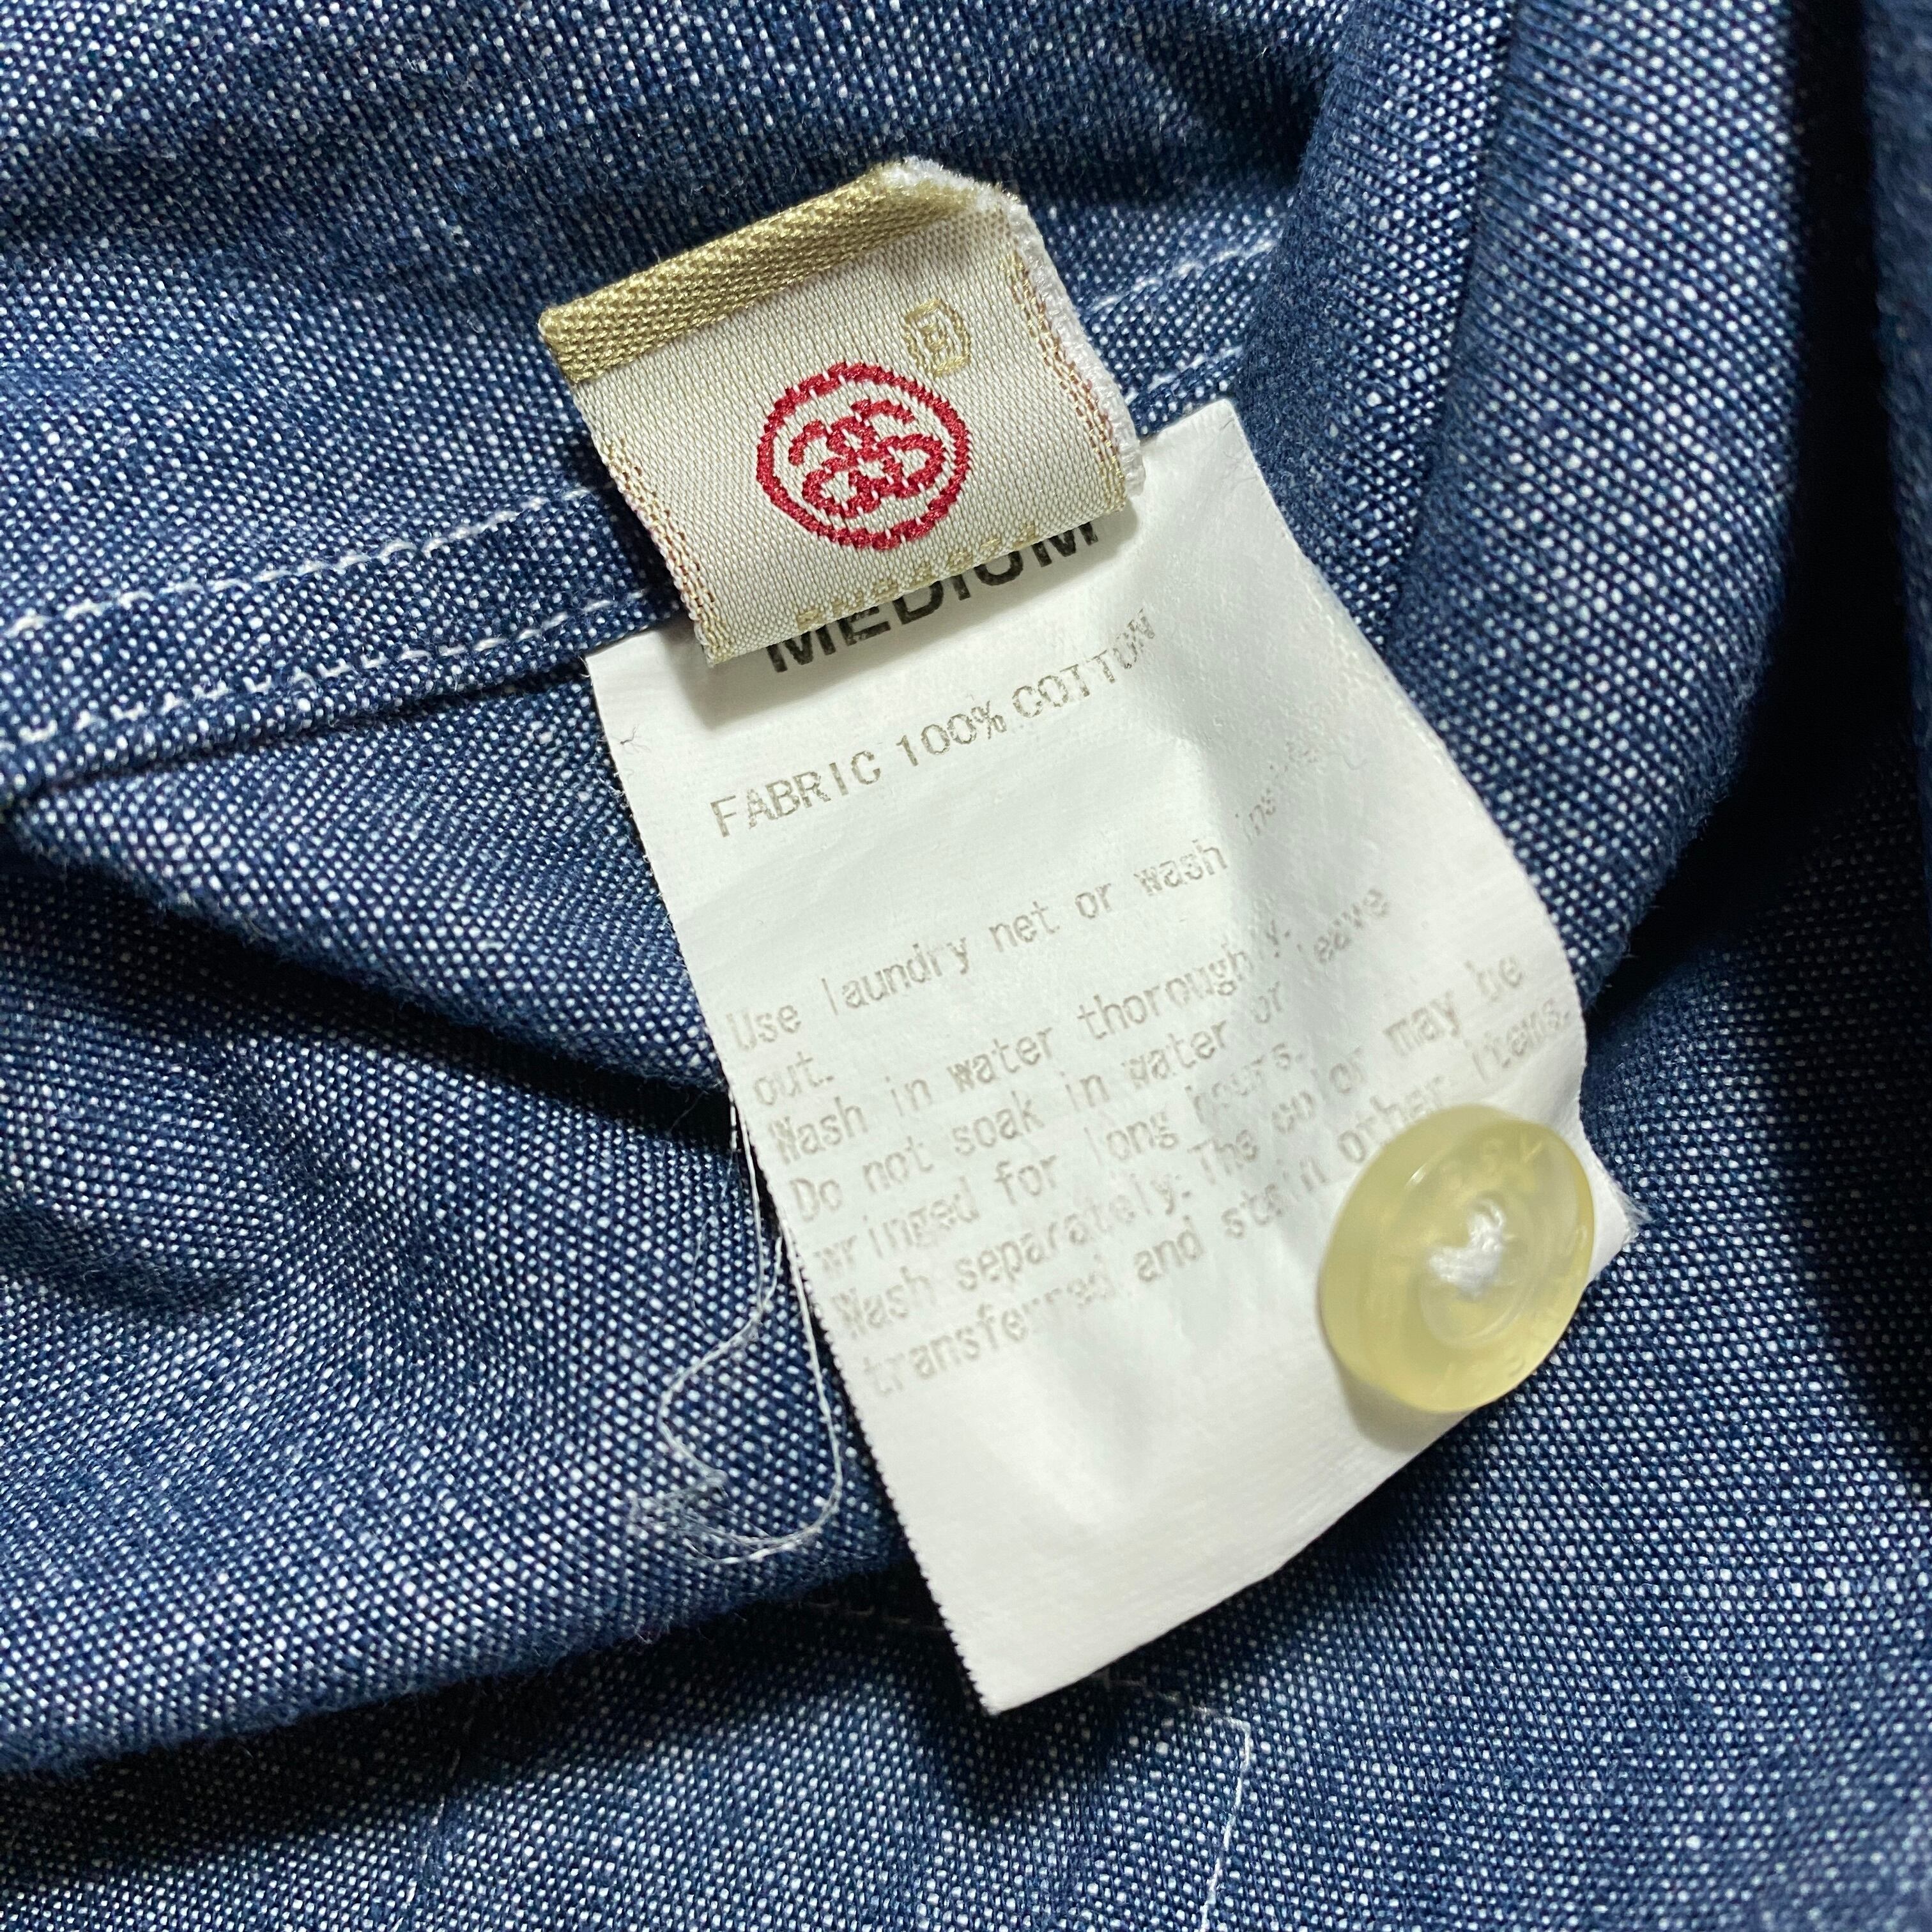 MEDIUM
FABRIC 100% COTTON
Use laundry net or wash inside
out.
Wash in water thoroughly.
Do not soak in water or leave
wringed for long hours.
Wash separately. The color may be
transferred and stain other items.